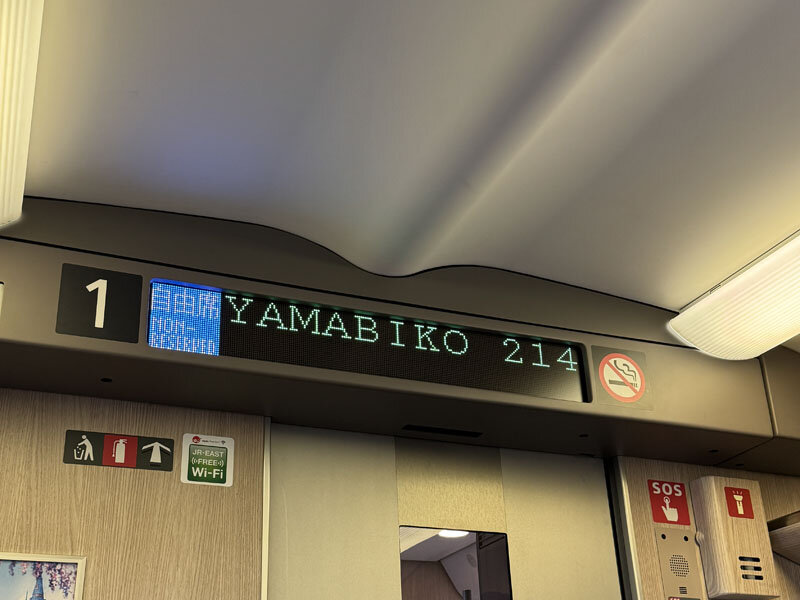 1
自由席
NON-
RESERVED
YAMABIKO 214
JR-EAST
FREE
Wi-Fi
SOS